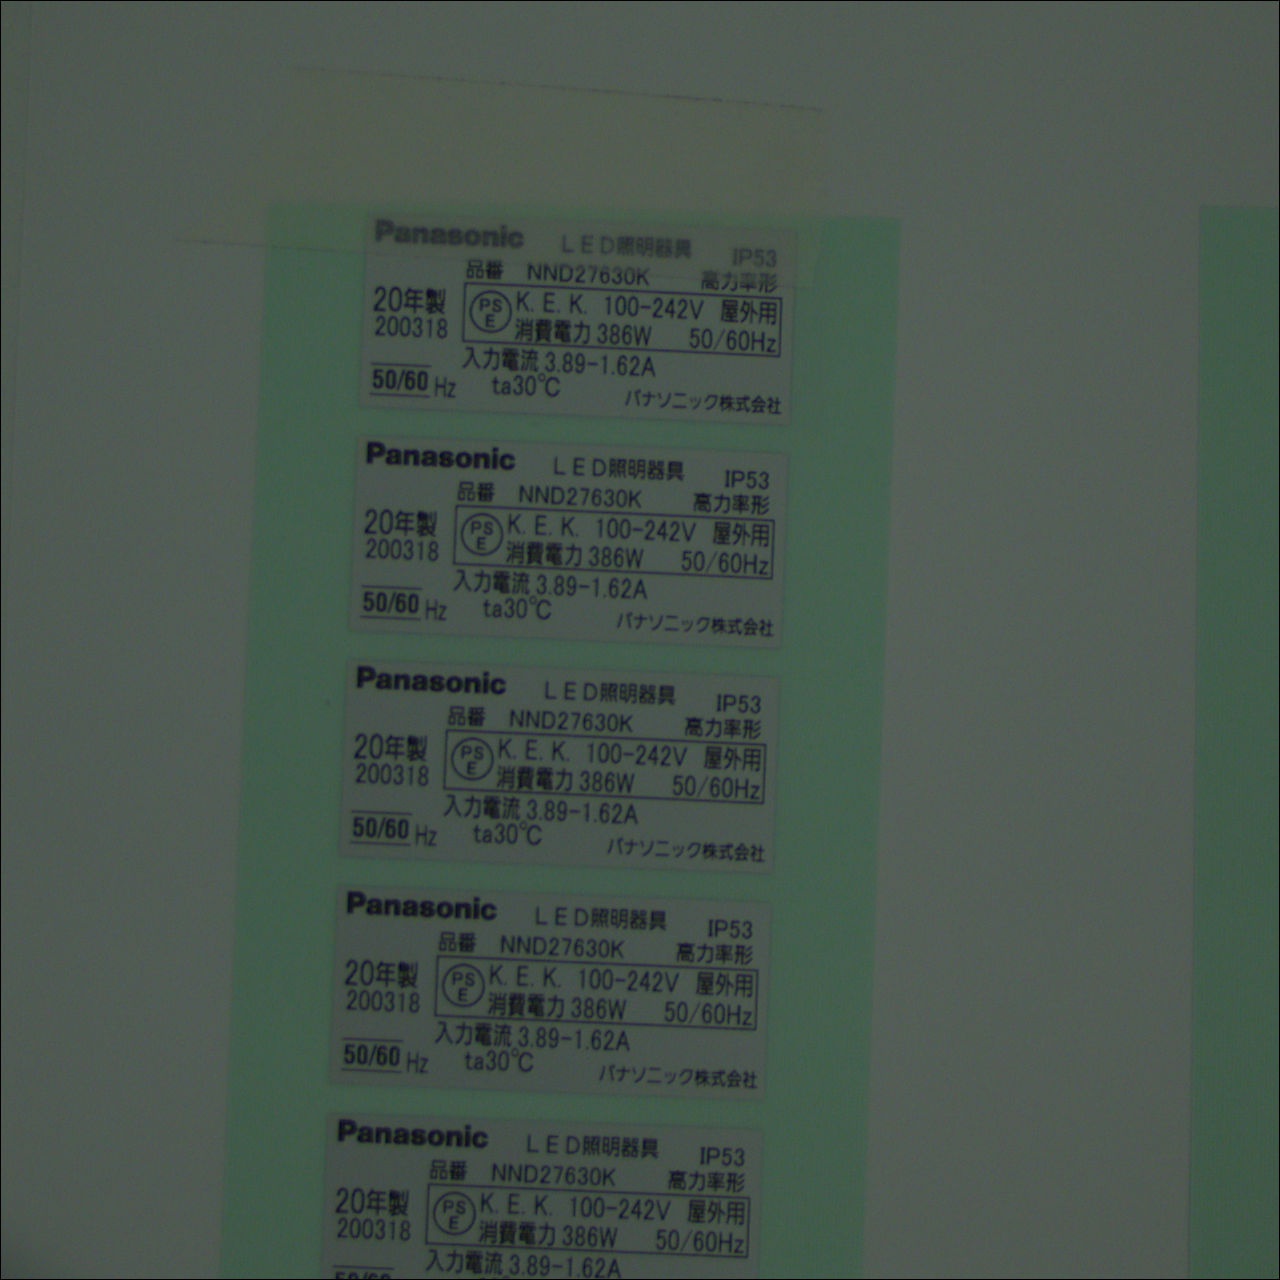 Panasonic LED照明器具 IP53
品番 NND27630K 高力率形
20年製 PSE K.E.K. 100-242V 屋外用
200318 消費電力 386W 50/60Hz
入力電流 3.89-1.62A
50/60 Hz ta30℃ パナソニック株式会社
Panasonic LED照明器具 IP53
品番 NND27630K 高力率形
20年製 PSE K.E.K. 100-242V 屋外用
200318 消費電力 386W 50/60Hz
入力電流 3.89-1.62A
50/60 Hz ta30℃ パナソニック株式会社
Panasonic LED照明器具 IP53
品番 NND27630K 高力率形
20年製 PSE K.E.K. 100-242V 屋外用
200318 消費電力 386W 50/60Hz
入力電流 3.89-1.62A
50/60 Hz ta30℃ パナソニック株式会社
Panasonic LED照明器具 IP53
品番 NND27630K 高力率形
20年製 PSE K.E.K. 100-242V 屋外用
200318 消費電力 386W 50/60Hz
入力電流 3.89-1.62A
50/60 Hz ta30℃ パナソニック株式会社
Panasonic LED照明器具 IP53
品番 NND27630K 高力率形
20年製 PSE K.E.K. 100-242V 屋外用
200318 消費電力 386W 50/60Hz
入力電流 3.89-1.62A